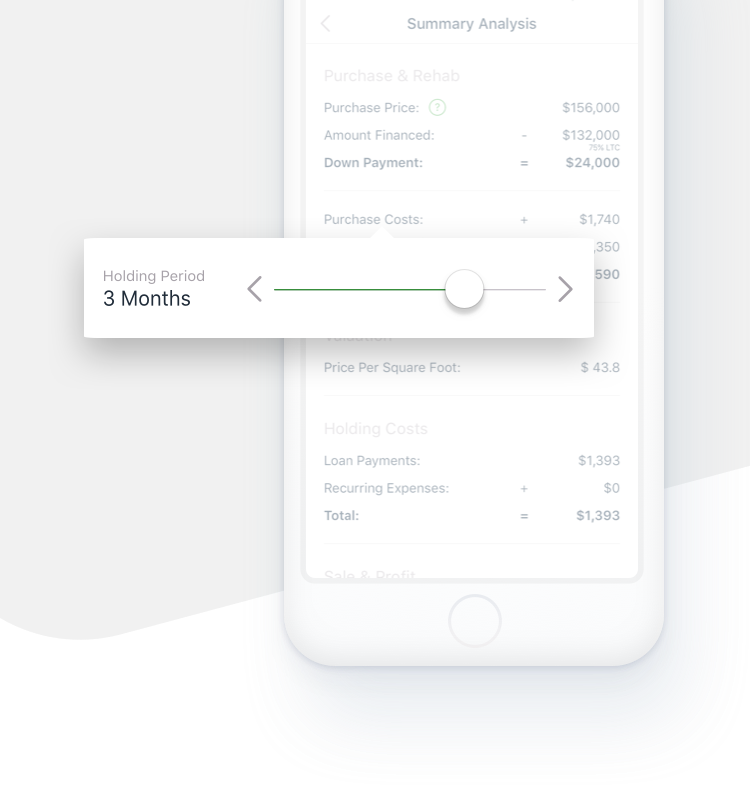 Summary Analysis
Purchase & Rehab
Purchase Price: ? $156,000
Amount Financed: - $132,000
75% LTC
Down Payment: = $24,000
Purchase Costs: + $1,740
,350
590
Holding Period
3 Months
Valuation
Price Per Square Foot: $ 43.8
Holding Costs
Loan Payments: $1,393
Recurring Expenses: + $0
Total: = $1,393
Sale & Profit